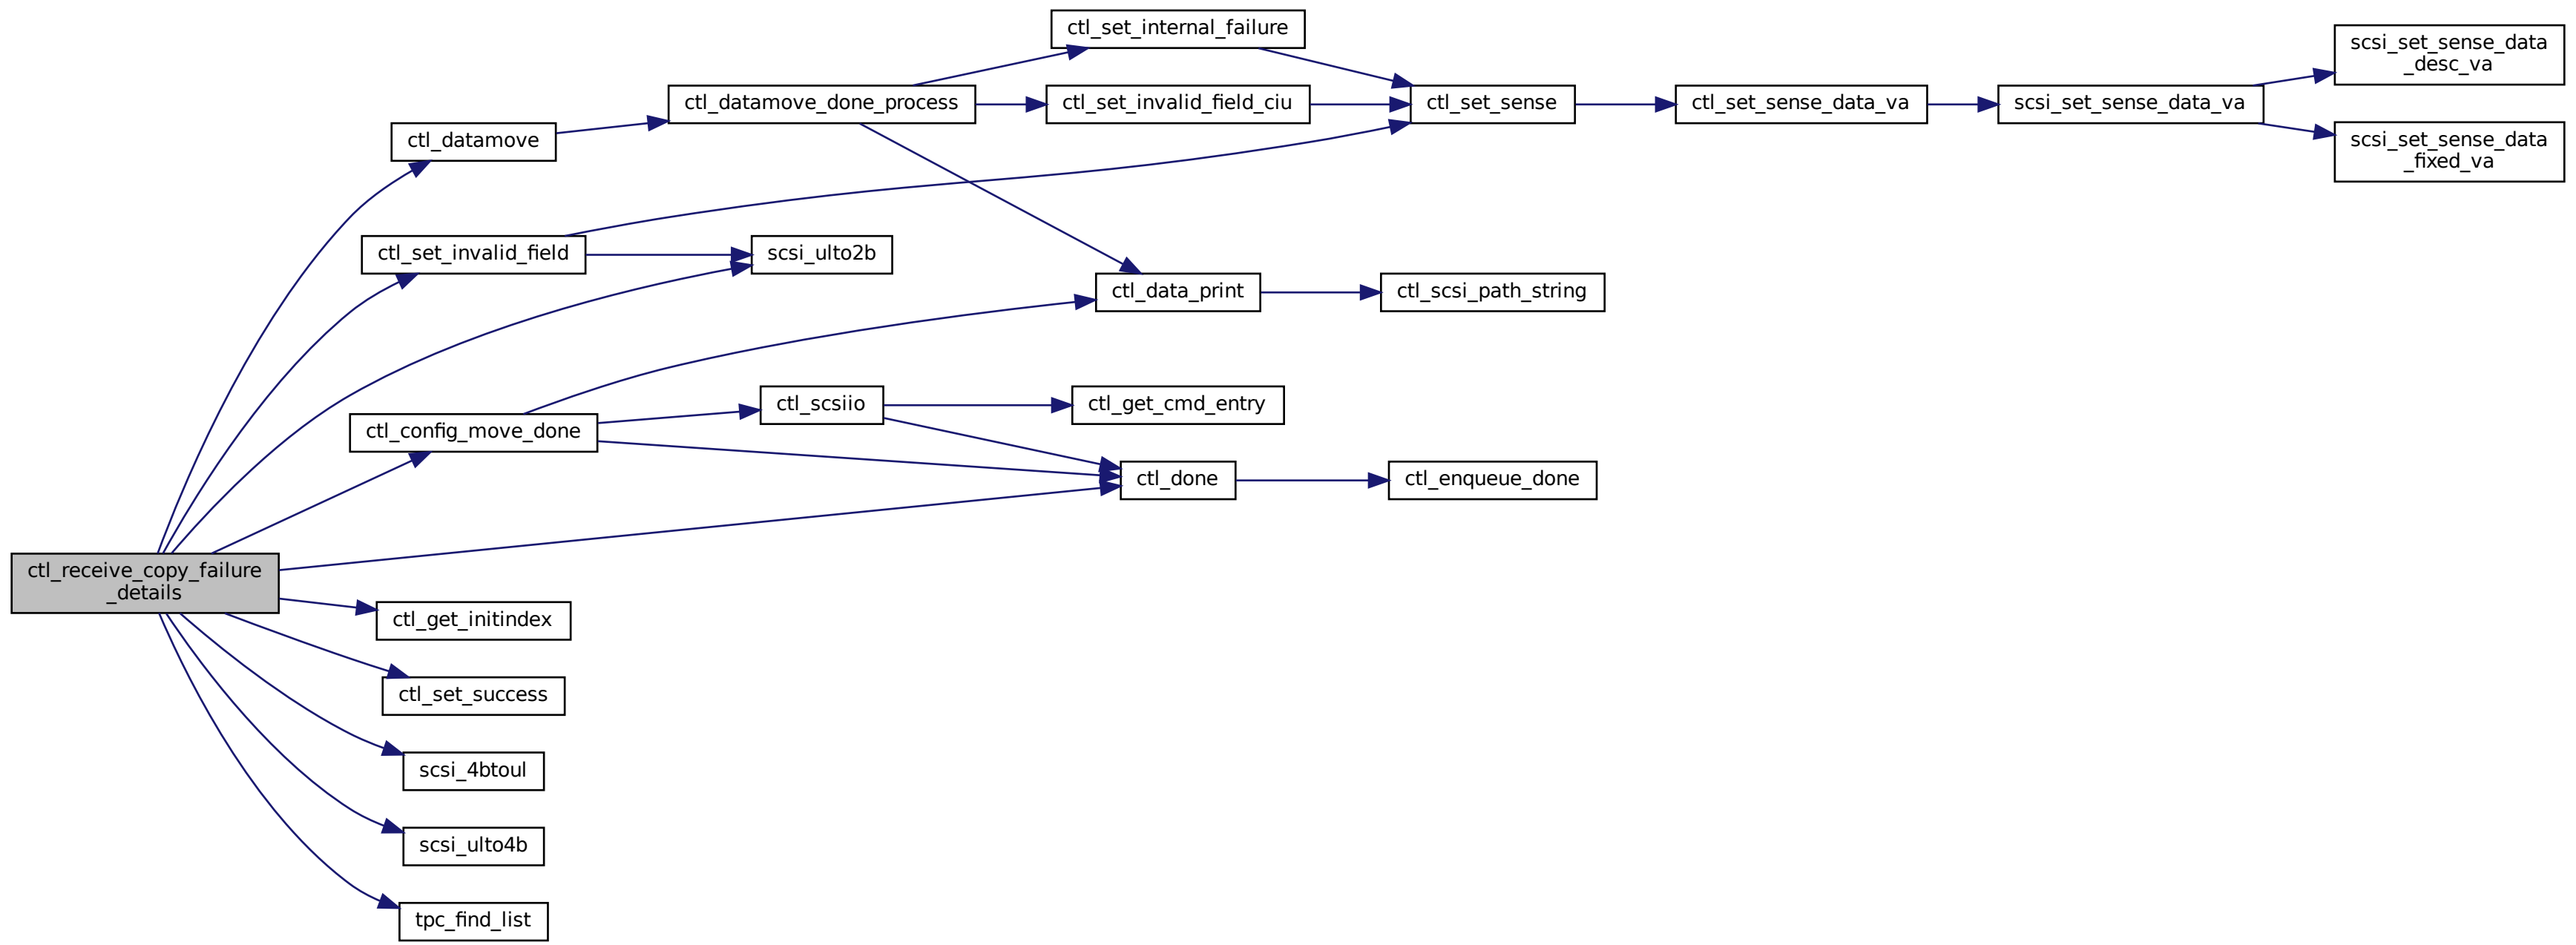 ctl_set_internal_failure
scsi_set_sense_data
_desc_va
ctl_datamove_done_process
ctl_set_invalid_field_ciu
ctl_set_sense
ctl_set_sense_data_va
scsi_set_sense_data_va
ctl_datamove
scsi_set_sense_data
_fixed_va
ctl_set_invalid_field
scsi_ulto2b
ctl_data_print
ctl_scsi_path_string
ctl_scsiio
ctl_get_cmd_entry
ctl_config_move_done
ctl_done
ctl_enqueue_done
ctl_receive_copy_failure
_details
ctl_get_initindex
ctl_set_success
scsi_4btoul
scsi_ulto4b
tpc_find_list